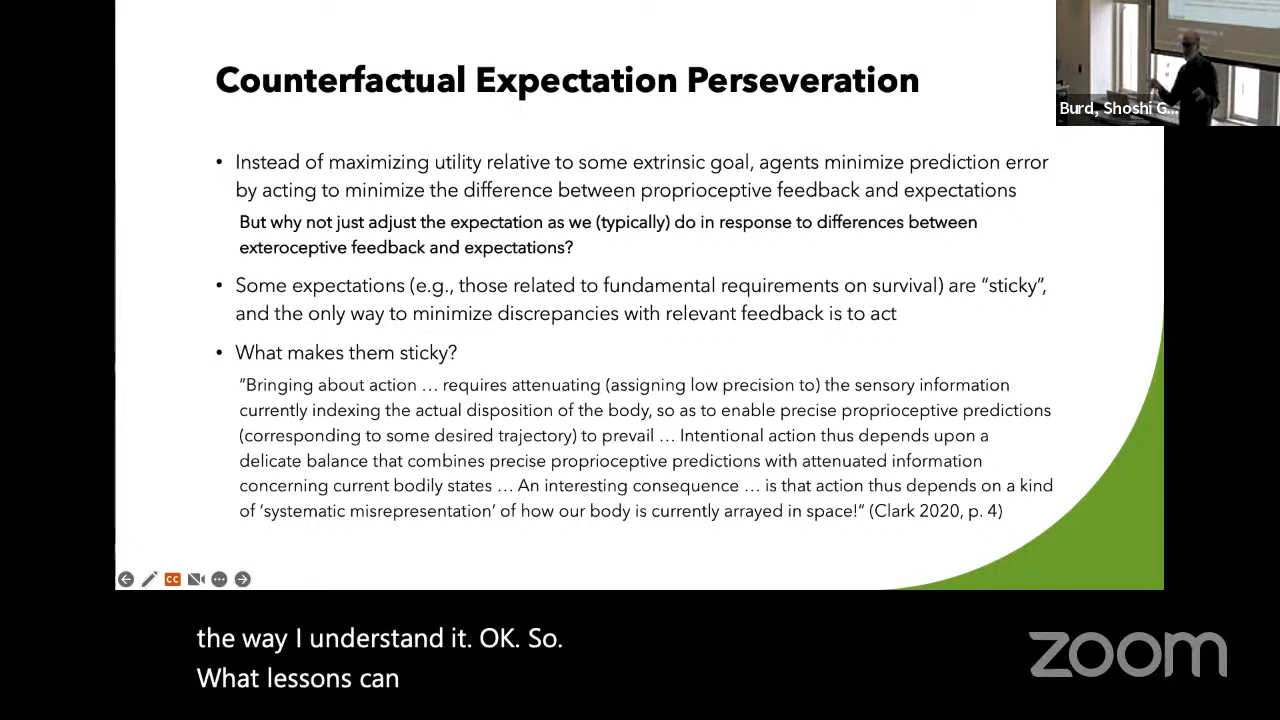 Counterfactual Expectation Perseveration
Burd, Shoshi G...
• Instead of maximizing utility relative to some extrinsic goal, agents minimize prediction error
by acting to minimize the difference between proprioceptive feedback and expectations
But why not just adjust the expectation as we (typically) do in response to differences between
exteroceptive feedback and expectations?
• Some expectations (e.g., those related to fundamental requirements on survival) are “sticky”,
and the only way to minimize discrepancies with relevant feedback is to act
• What makes them sticky?
“Bringing about action … requires attenuating (assigning low precision to) the sensory information
currently indexing the actual disposition of the body, so as to enable precise proprioceptive predictions
(corresponding to some desired trajectory) to prevail … Intentional action thus depends upon a
delicate balance that combines precise proprioceptive predictions with attenuated information
concerning current bodily states … An interesting consequence … is that action thus depends on a kind
of ‘systematic misrepresentation’ of how our body is currently arrayed in space!” (Clark 2020, p. 4)
CC
the way I understand it. OK. So.
What lessons can
zoom